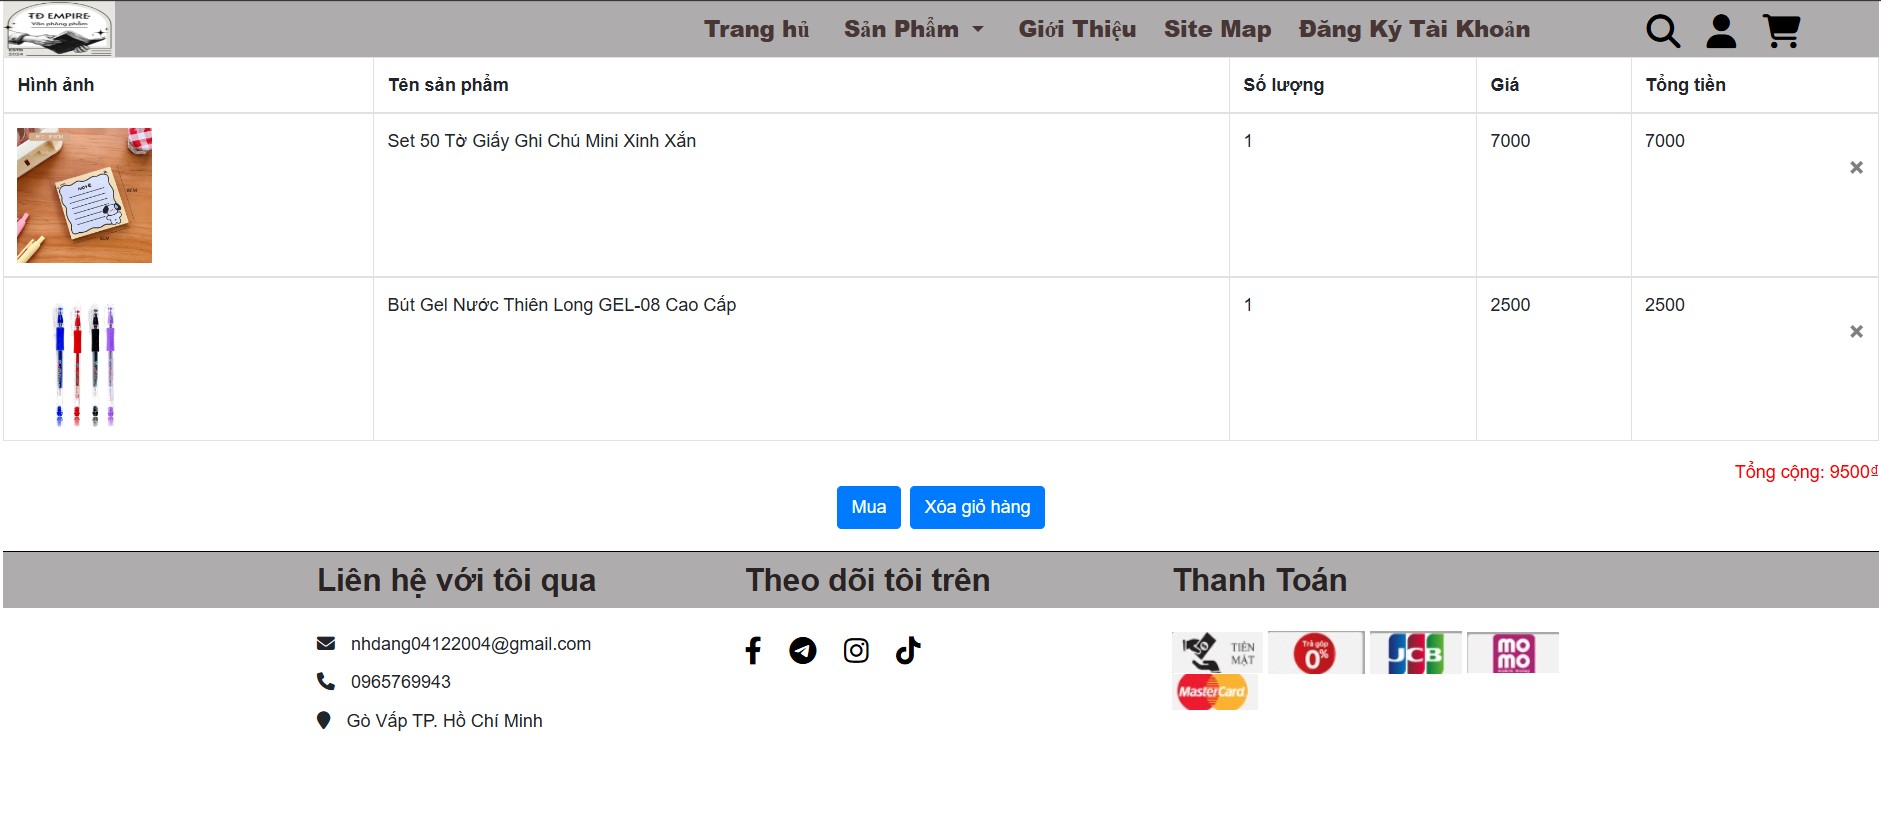 TD EMPIRE
Văn phòng phẩm
Trang hủ Sản Phẩm Giới Thiệu Site Map Đăng Ký Tài Khoản
Hình ảnh Tên sản phẩm Số lượng Giá Tổng tiền
Set 50 Tờ Giấy Ghi Chú Mini Xinh Xắn 1 7000 7000
NOTE
Bút Gel Nước Thiên Long GEL-08 Cao Cấp 1 2500 2500
Tổng cộng: 9500₫
Mua Xóa giỏ hàng
Liên hệ với tôi qua Theo dõi tôi trên Thanh Toán
nhdang04122004@gmail.com
0965769943
Gò Vấp TP. Hồ Chí Minh
TIỀN MẶT
Trả góp 0%
JCB
mo mo
MasterCard